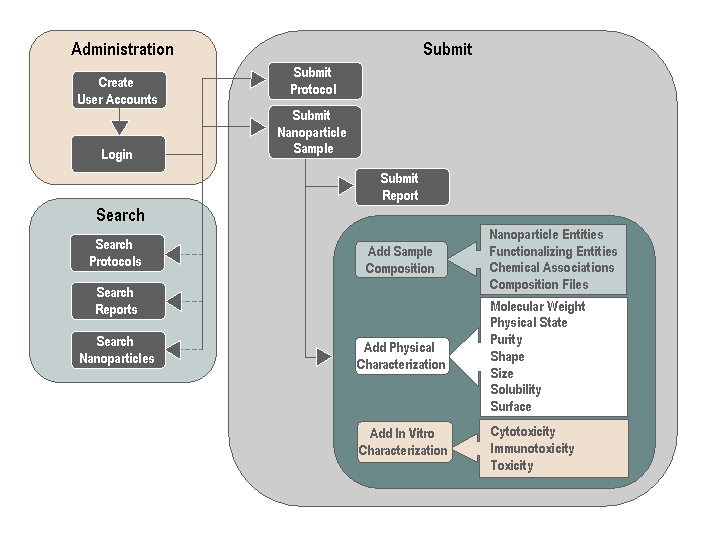 Administration
Create
User Accounts
Login
Search
Search
Protocols
Search
Reports
Search
Nanoparticles
Submit
Submit
Protocol
Submit
Nanoparticle
Sample
Submit
Report
Add Sample
Composition
Nanoparticle Entities
Functionalizing Entities
Chemical Associations
Composition Files
Add Physical
Characterization
Molecular Weight
Physical State
Purity
Shape
Size
Solubility
Surface
Add In Vitro
Characterization
Cytotoxicity
Immunotoxicity
Toxicity